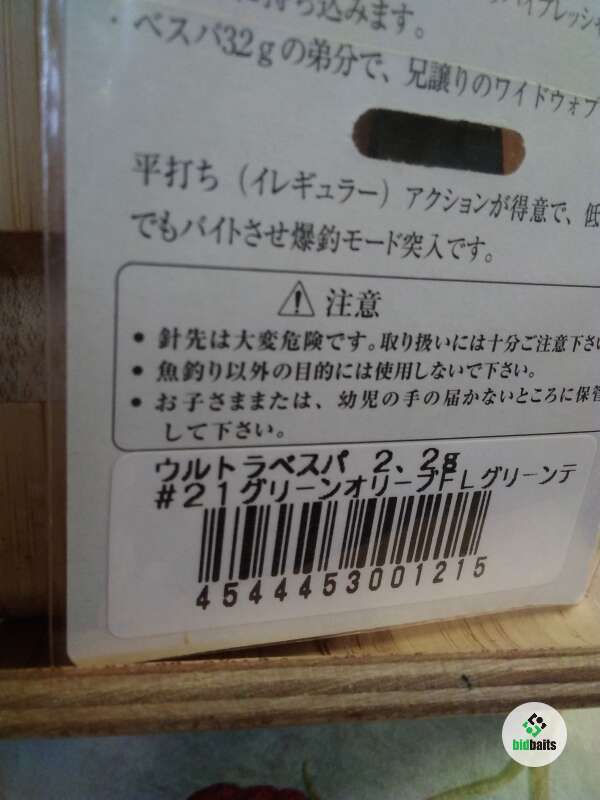 に持ち込みます。
・ベスパ3.2gの弟分で、兄譲りのワイドウォブ
平打ち（イレギュラー）アクションが得意で、低
でもバイトさせ爆釣モード突入です。
⚠注意
●針先は大変危険です。取り扱いには十分ご注意下さい
●魚釣り以外の目的には使用しないで下さい。
●お子さままたは、幼児の手の届かないところに保管
して下さい。
ウルトラベスパ 2、2g
#21グリーンオリーブFLグリーンテ
4544453001215
bidbaits